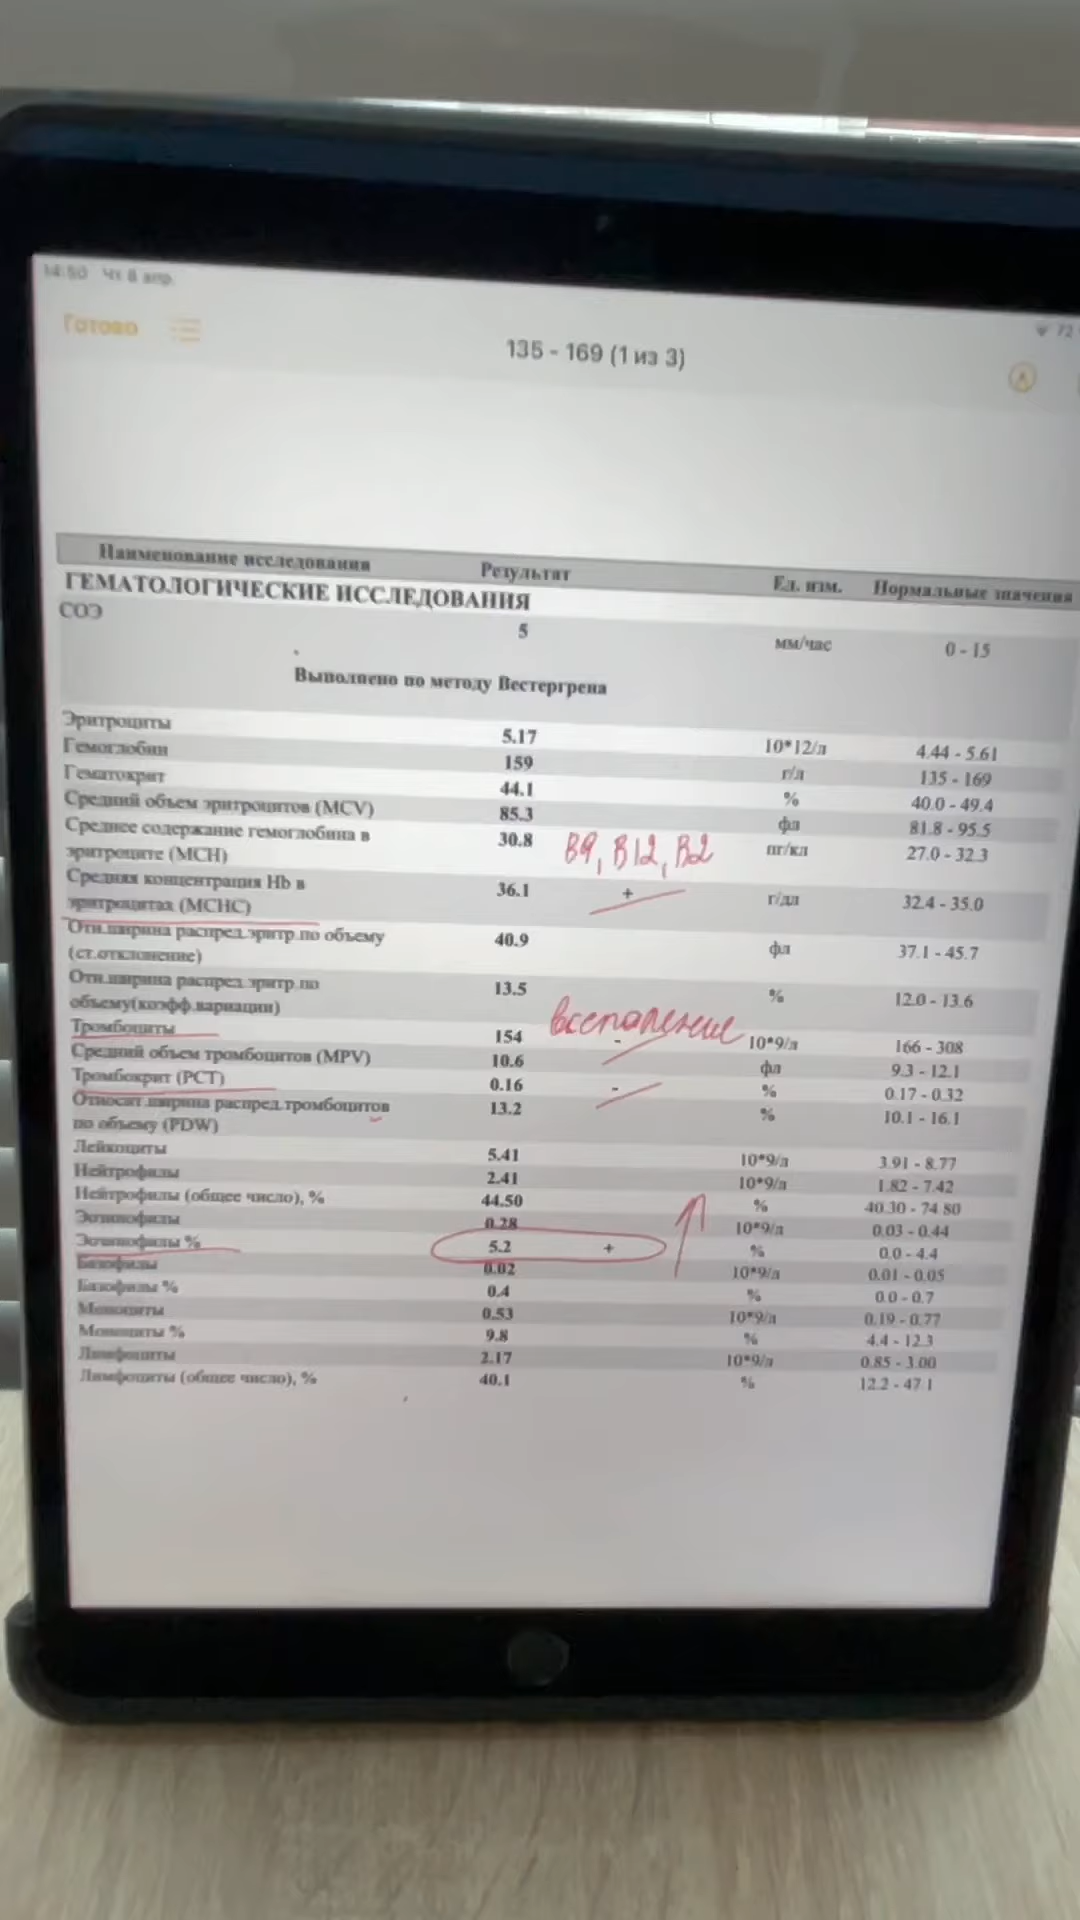 14:50 Чт 8 апр.
72
Готово
135 - 169 (1 из 3)
Наименование исследования Результат Ед. изм. Нормальные значения
ГЕМАТОЛОГИЧЕСКИЕ ИССЛЕДОВАНИЯ
СОЭ 5 мм/час 0 - 15
Выполнено по методу Вестергрена
Эритроциты 5.17 10*12/л 4.44 - 5.61
Гемоглобин 159 г/л 135 - 169
Гематокрит 44.1 % 40.0 - 49.4
Средний объем эритроцитов (MCV) 85.3 фл 81.8 - 95.5
Среднее содержание гемоглобина в 30.8 B9, B12, B2 пг/кл 27.0 - 32.3
эритроците (MCH)
Средняя концентрация Hb в 36.1 + г/дл 32.4 - 35.0
эритроцитах (MCHC)
Отн.ширина распред.эритр.по объему 40.9 фл 37.1 - 45.7
(ст.отклонение)
Отн.ширина распред.эритр.по 13.5 % 12.0 - 13.6
объему(коэфф.вариации)
воспаление
Тромбоциты 154 - 10*9/л 166 - 308
Средний объем тромбоцитов (MPV) 10.6 фл 9.3 - 12.1
Тромбокрит (PCT) 0.16 - % 0.17 - 0.32
Относит.ширина распред.тромбоцитов 13.2 % 10.1 - 16.1
по объему (PDW)
Лейкоциты 5.41 10*9/л 3.91 - 8.77
Нейтрофилы 2.41 10*9/л 1.82 - 7.42
Нейтрофилы (общее число), % 44.50 % 40.30 - 74.80
Эозинофилы 0.28 10*9/л 0.03 - 0.44
Эозинофилы % 5.2 + % 0.0 - 4.4
Базофилы 0.02 10*9/л 0.01 - 0.05
Базофилы % 0.4 % 0.0 - 0.7
Моноциты 0.53 10*9/л 0.19 - 0.77
Моноциты % 9.8 % 4.4 - 12.3
Лимфоциты 2.17 10*9/л 0.85 - 3.00
Лимфоциты (общее число), % 40.1 % 12.2 - 47.1